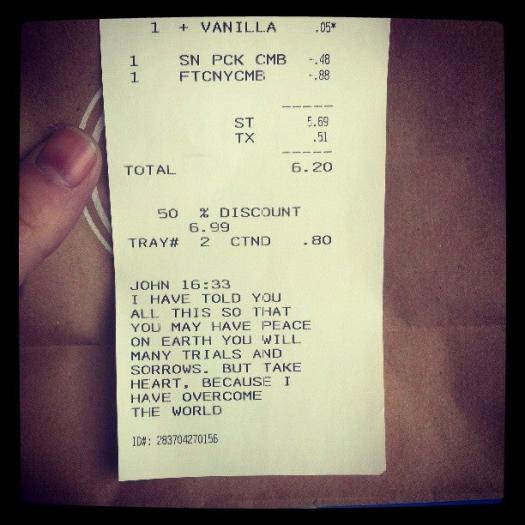 1 + VANILLA .05*
1 SN PCK CMB -.48
1 FTCNYCMB -.88
ST 5.69
TX .51
TOTAL 6.20
50 % DISCOUNT
6.99
TRAY# 2 CTND .80
JOHN 16:33
I HAVE TOLD YOU
ALL THIS SO THAT
YOU MAY HAVE PEACE
ON EARTH YOU WILL
MANY TRIALS AND
SORROWS. BUT TAKE
HEART, BECAUSE I
HAVE OVERCOME
THE WORLD
ID#: 283704270156